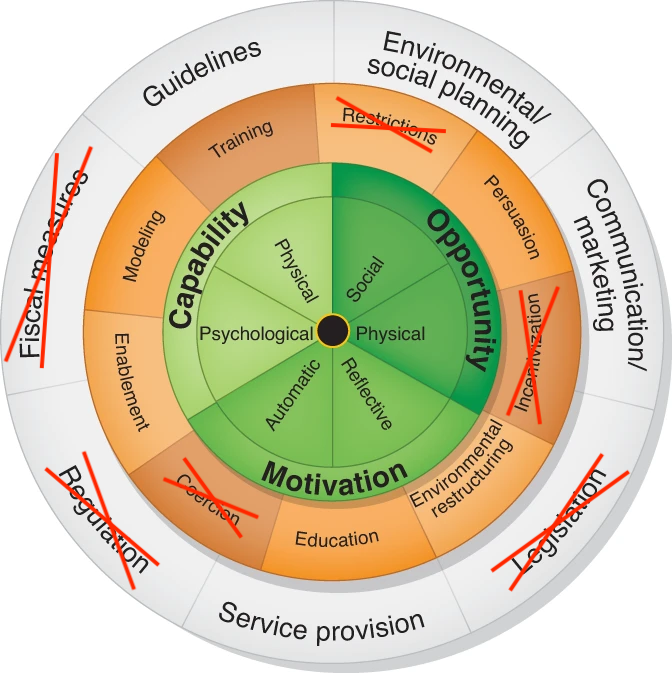 Guidelines
Environmental/
social planning
Communication/
marketing
Legislation
Service provision
Regulation
Fiscal measures
Training
Restrictions
Persuasion
Incentivization
Environmental
restructuring
Education
Coercion
Enablement
Modeling
Capability
Opportunity
Motivation
Physical
Social
Psychological
Physical
Automatic
Reflective